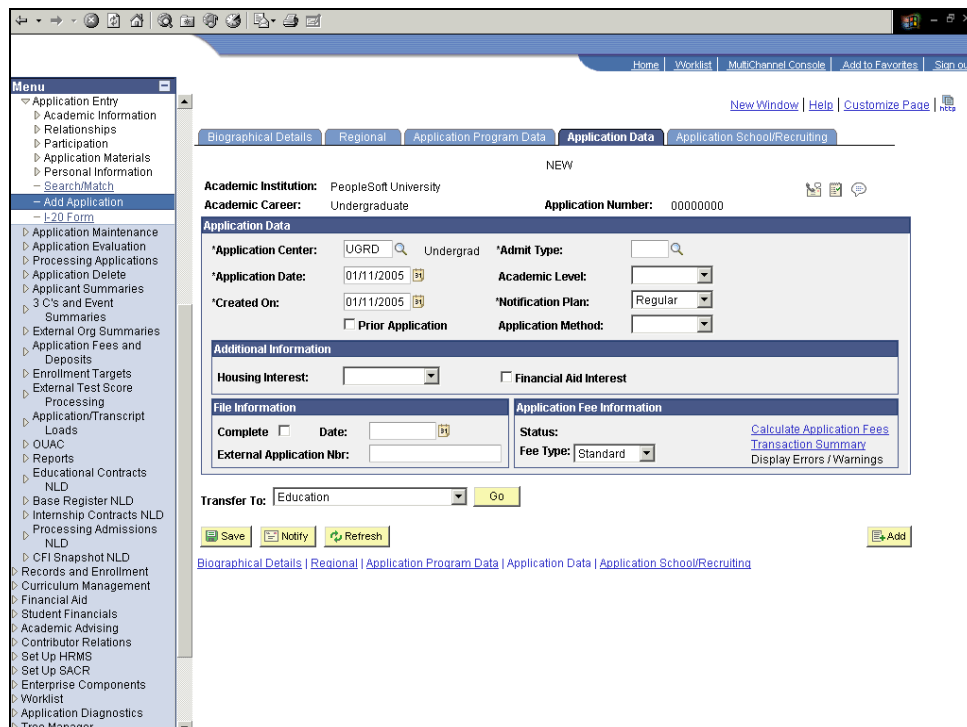 Home | Worklist | MultiChannel Console | Add to Favorites | Sign ou
Menu
Application Entry
Academic Information
Relationships
Participation
Application Materials
Personal Information
Search/Match
Add Application
I-20 Form
Application Maintenance
Application Evaluation
Processing Applications
Application Delete
Applicant Summaries
3 C's and Event
Summaries
External Org Summaries
Application Fees and
Deposits
Enrollment Targets
External Test Score
Processing
Application/Transcript
Loads
OUAC
Reports
Educational Contracts
NLD
Base Register NLD
Internship Contracts NLD
Processing Admissions
NLD
CFI Snapshot NLD
Records and Enrollment
Curriculum Management
Financial Aid
Student Financials
Academic Advising
Contributor Relations
Set Up HRMS
Set Up SACR
Enterprise Components
Worklist
Application Diagnostics
Tree Manager
New Window | Help | Customize Page | http
Biographical Details Regional Application Program Data Application Data Application School/Recruiting
NEW
Academic Institution: PeopleSoft University
Academic Career: Undergraduate Application Number: 00000000
Application Data
*Application Center: UGRD Undergrad *Admit Type:
*Application Date: 01/11/2005 31 Academic Level:
*Created On: 01/11/2005 31 *Notification Plan: Regular
Prior Application Application Method:
Additional Information
Housing Interest: Financial Aid Interest
File Information Application Fee Information
Complete Date: 31 Status: Calculate Application Fees
Transaction Summary
External Application Nbr: Fee Type: Standard Display Errors / Warnings
Transfer To: Education Go
Save Notify Refresh Add
Biographical Details | Regional | Application Program Data | Application Data | Application School/Recruiting